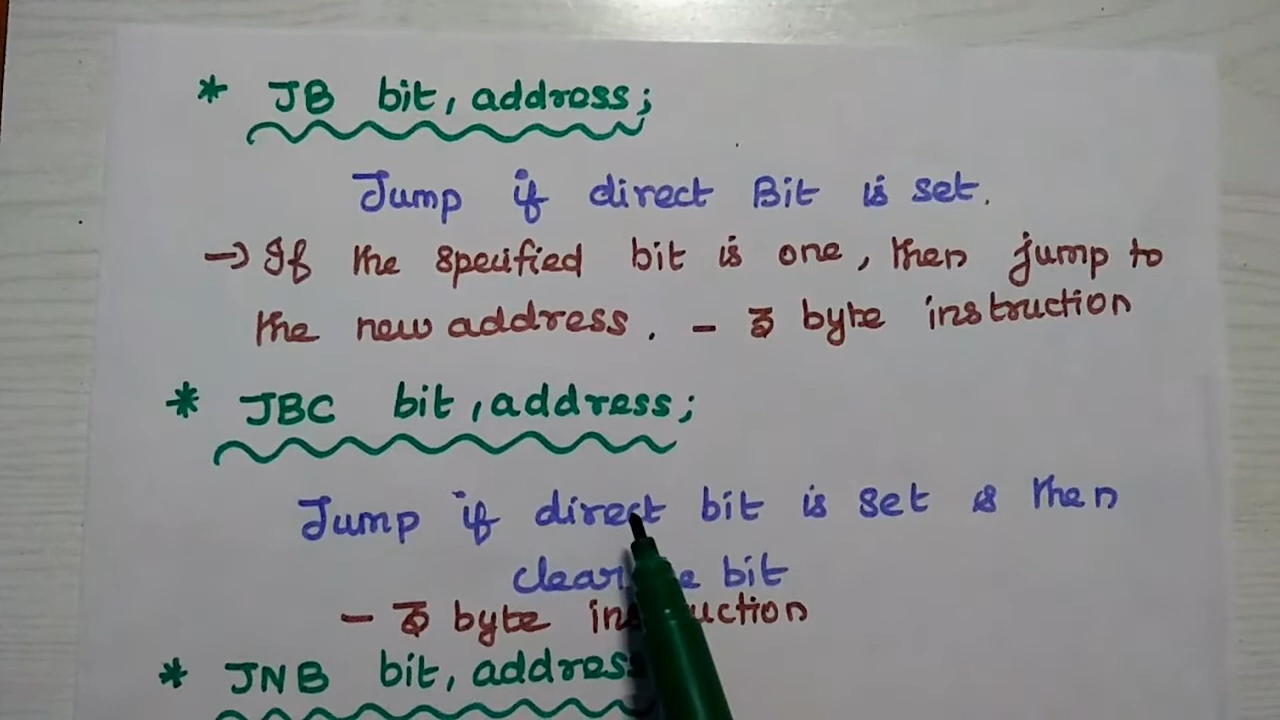 * JB bit, address;
Jump if direct Bit is set.
→ If the specified bit is one, then jump to
the new address. - 3 byte instruction
* JBC bit, address;
Jump if direct bit is set & then
clear bit
- 3 byte instruction
* JNB bit, address